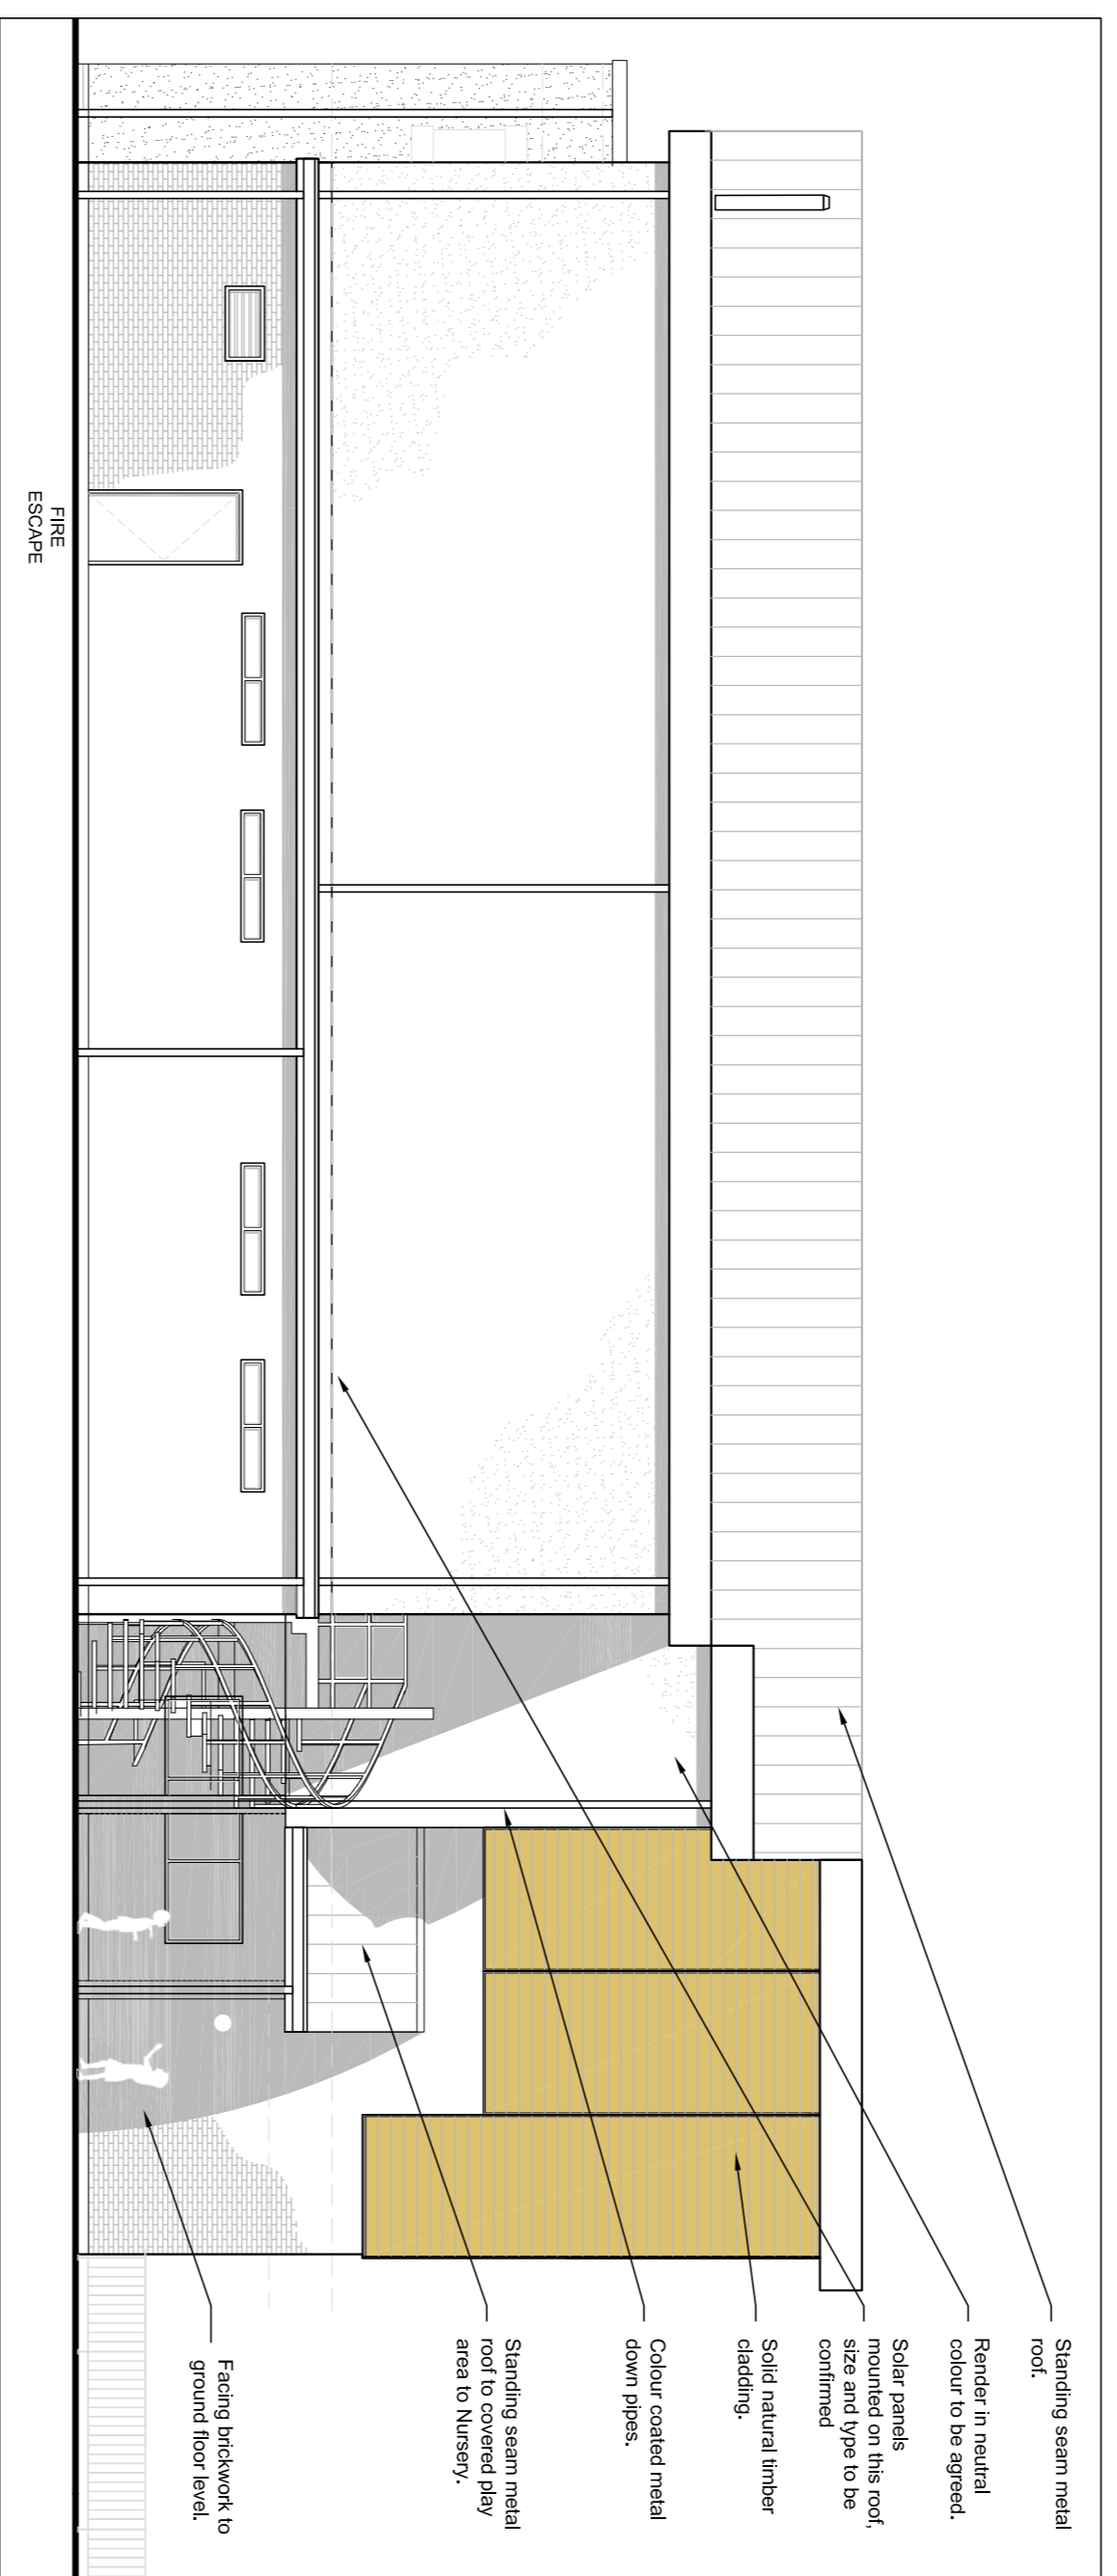 Standing seam metal
roof.
Render in neutral
colour to be agreed.
Solar panels
mounted on this roof,
size and type to be
confirmed
Solid natural timber
cladding.
Colour coated metal
down pipes.
Standing seam metal
roof to covered play
area to Nursery.
Facing brickwork to
ground floor level.
FIRE
ESCAPE